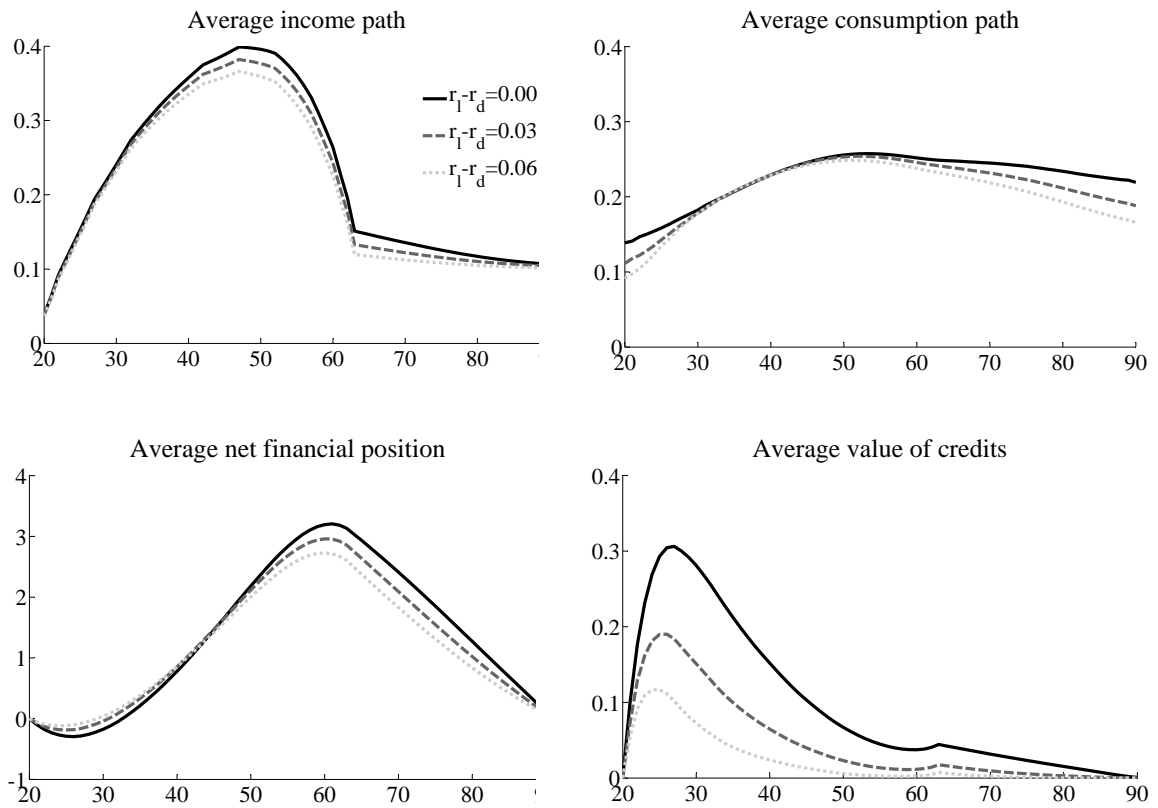 Average income path
0.4
0.3
0.2
0.1
0
20 30 40 50 60 70 80
r_l-r_d=0.00
r_l-r_d=0.03
r_l-r_d=0.06
Average consumption path
0.4
0.3
0.2
0.1
0
20 30 40 50 60 70 80 90
Average net financial position
4
3
2
1
0
-1
20 30 40 50 60 70 80
Average value of credits
0.4
0.3
0.2
0.1
0
20 30 40 50 60 70 80 90